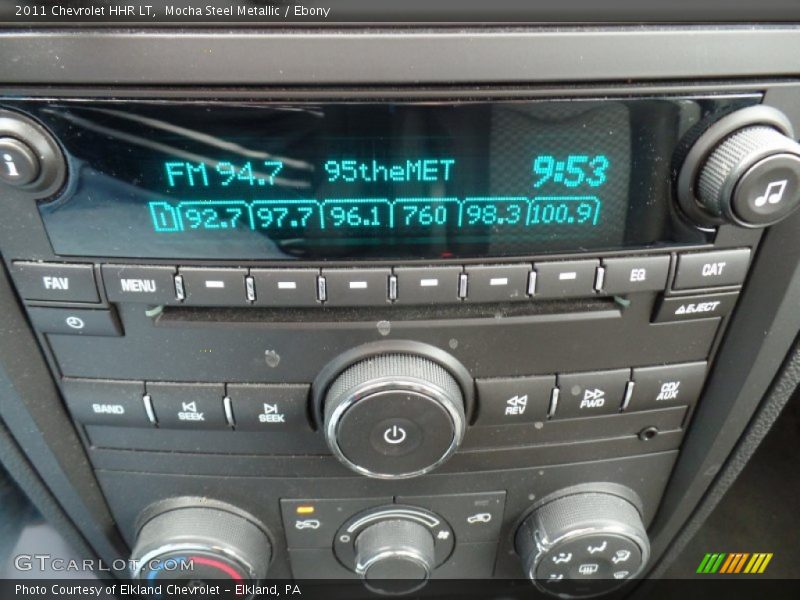 2011 Chevrolet HHR LT,  Mocha Steel Metallic / Ebony
FM 94.7 95theMET 9:53
1 92.7 97.7 96.1 760 98.3 100.9
i
FAV MENU EQ CAT
EJECT
BAND SEEK SEEK REV FWD CD/AUX
GTCarLot.com
Photo Courtesy of Elkland Chevrolet – Elkland, PA